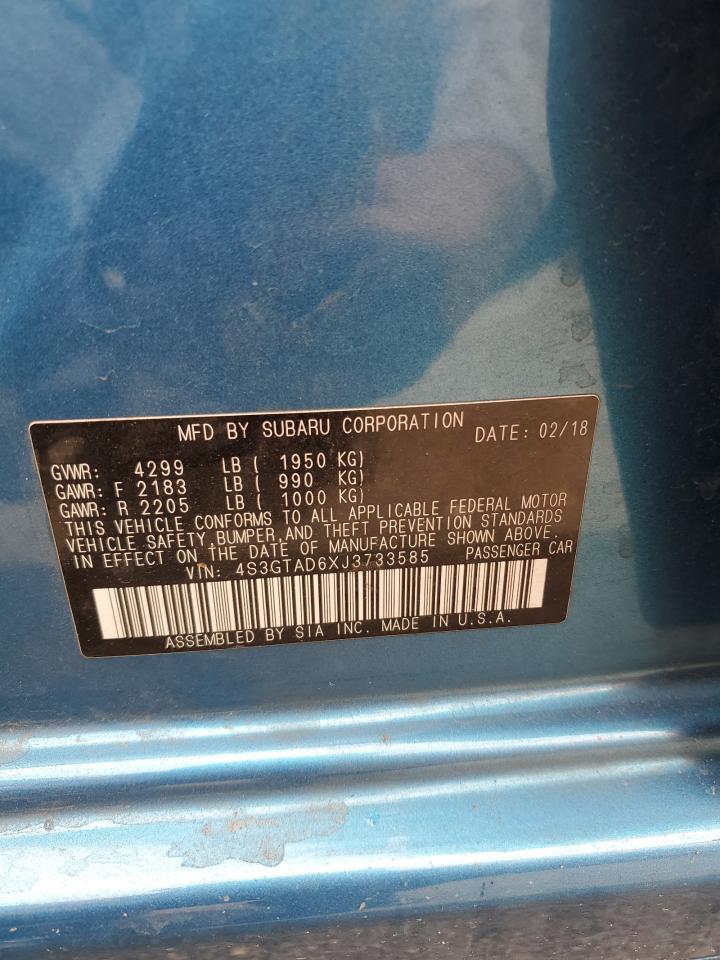 MFD BY SUBARU CORPORATION DATE: 02/18
GVWR: 4299 LB ( 1950 KG)
GAWR: F 2183 LB ( 990 KG)
GAWR: R 2205 LB ( 1000 KG)
THIS VEHICLE CONFORMS TO ALL APPLICABLE FEDERAL MOTOR
VEHICLE SAFETY, BUMPER, AND THEFT PREVENTION STANDARDS
IN EFFECT ON THE DATE OF MANUFACTURE SHOWN ABOVE.
VIN: 4S3GTAD6XJ3733585 PASSENGER CAR
ASSEMBLED BY SIA INC. MADE IN U.S.A.